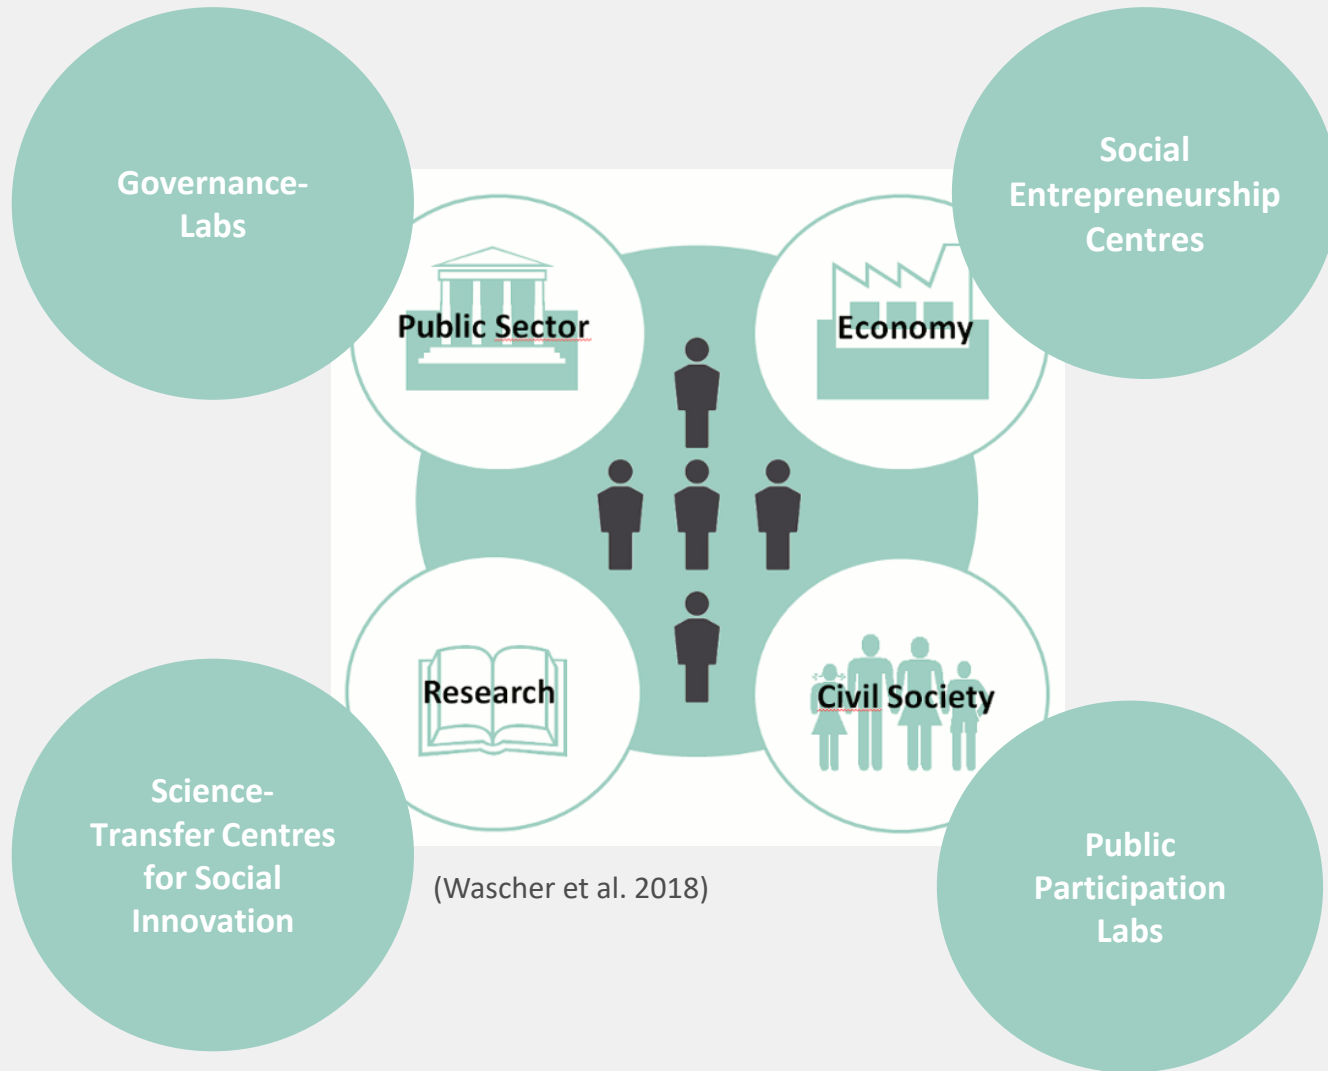 Governance-
Labs
Social
Entrepreneurship
Centres
Public Sector
Economy
Research
Civil Society
Science-
Transfer Centres
for Social
Innovation
(Wascher et al. 2018)
Public
Participation
Labs